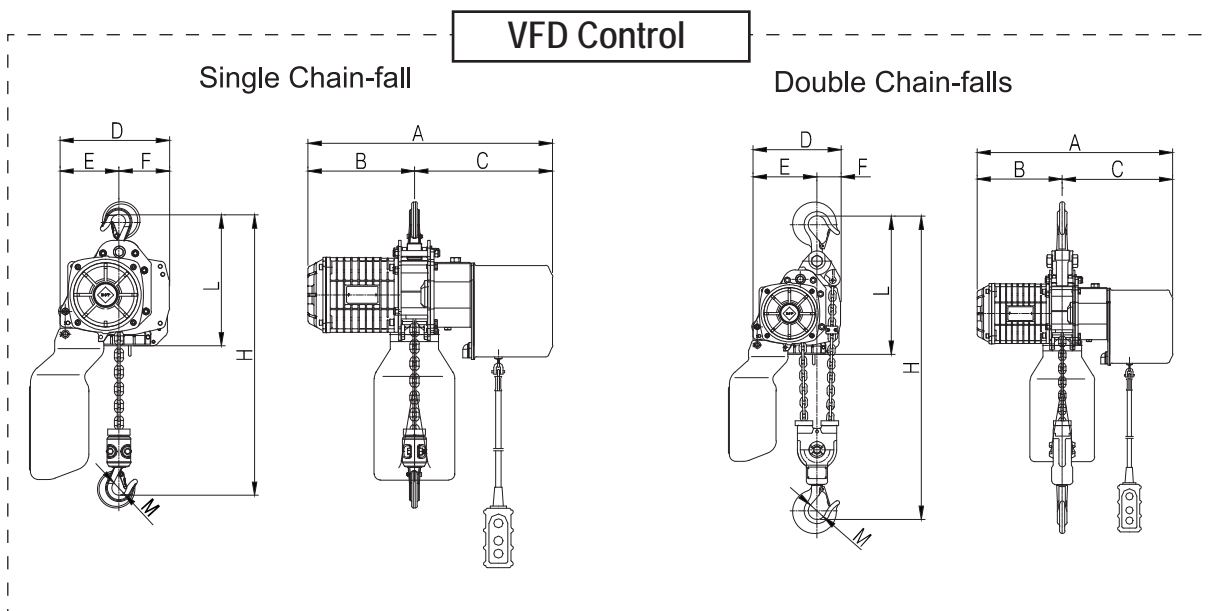 VFD Control
Single Chain-fall
Double Chain-falls
D
E
F
L
H
M
A
B
C
D
E
F
L
H
M
A
B
C